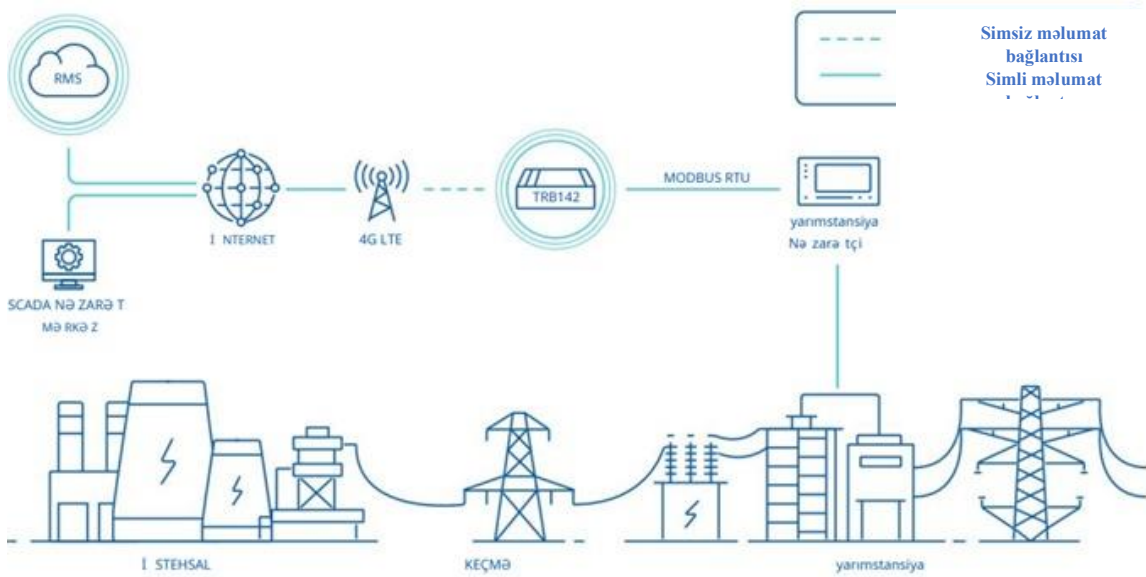 RMS
Simsiz məlumat
bağlantısı
Simli məlumat
MODBUS RTU
TRB142
İ NTERNET
4G LTE
yarımstansiya
Nə zarə tçi
SCADA NƏ ZARƏ T
MƏ RKƏ Z
İ STEHSAL
KEÇMƏ
yarımstansiya